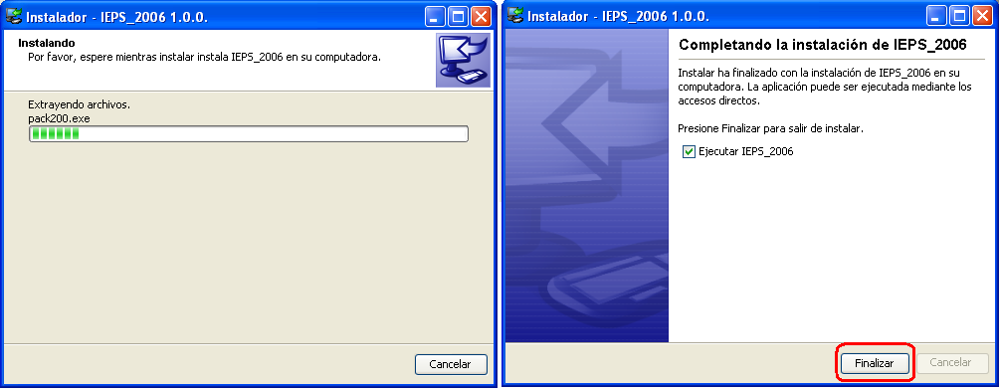 Instalador - IEPS_2006 1.0.0.
Instalando
Por favor, espere mientras instalar instala IEPS_2006 en su computadora.
Extrayendo archivos.
pack200.exe
Cancelar
Instalador - IEPS_2006 1.0.0.
Completando la instalación de IEPS_2006
Instalar ha finalizado con la instalación de IEPS_2006 en su
computadora. La aplicación puede ser ejecutada mediante los
accesos directos.
Presione Finalizar para salir de instalar.
Ejecutar IEPS_2006
Finalizar
Cancelar